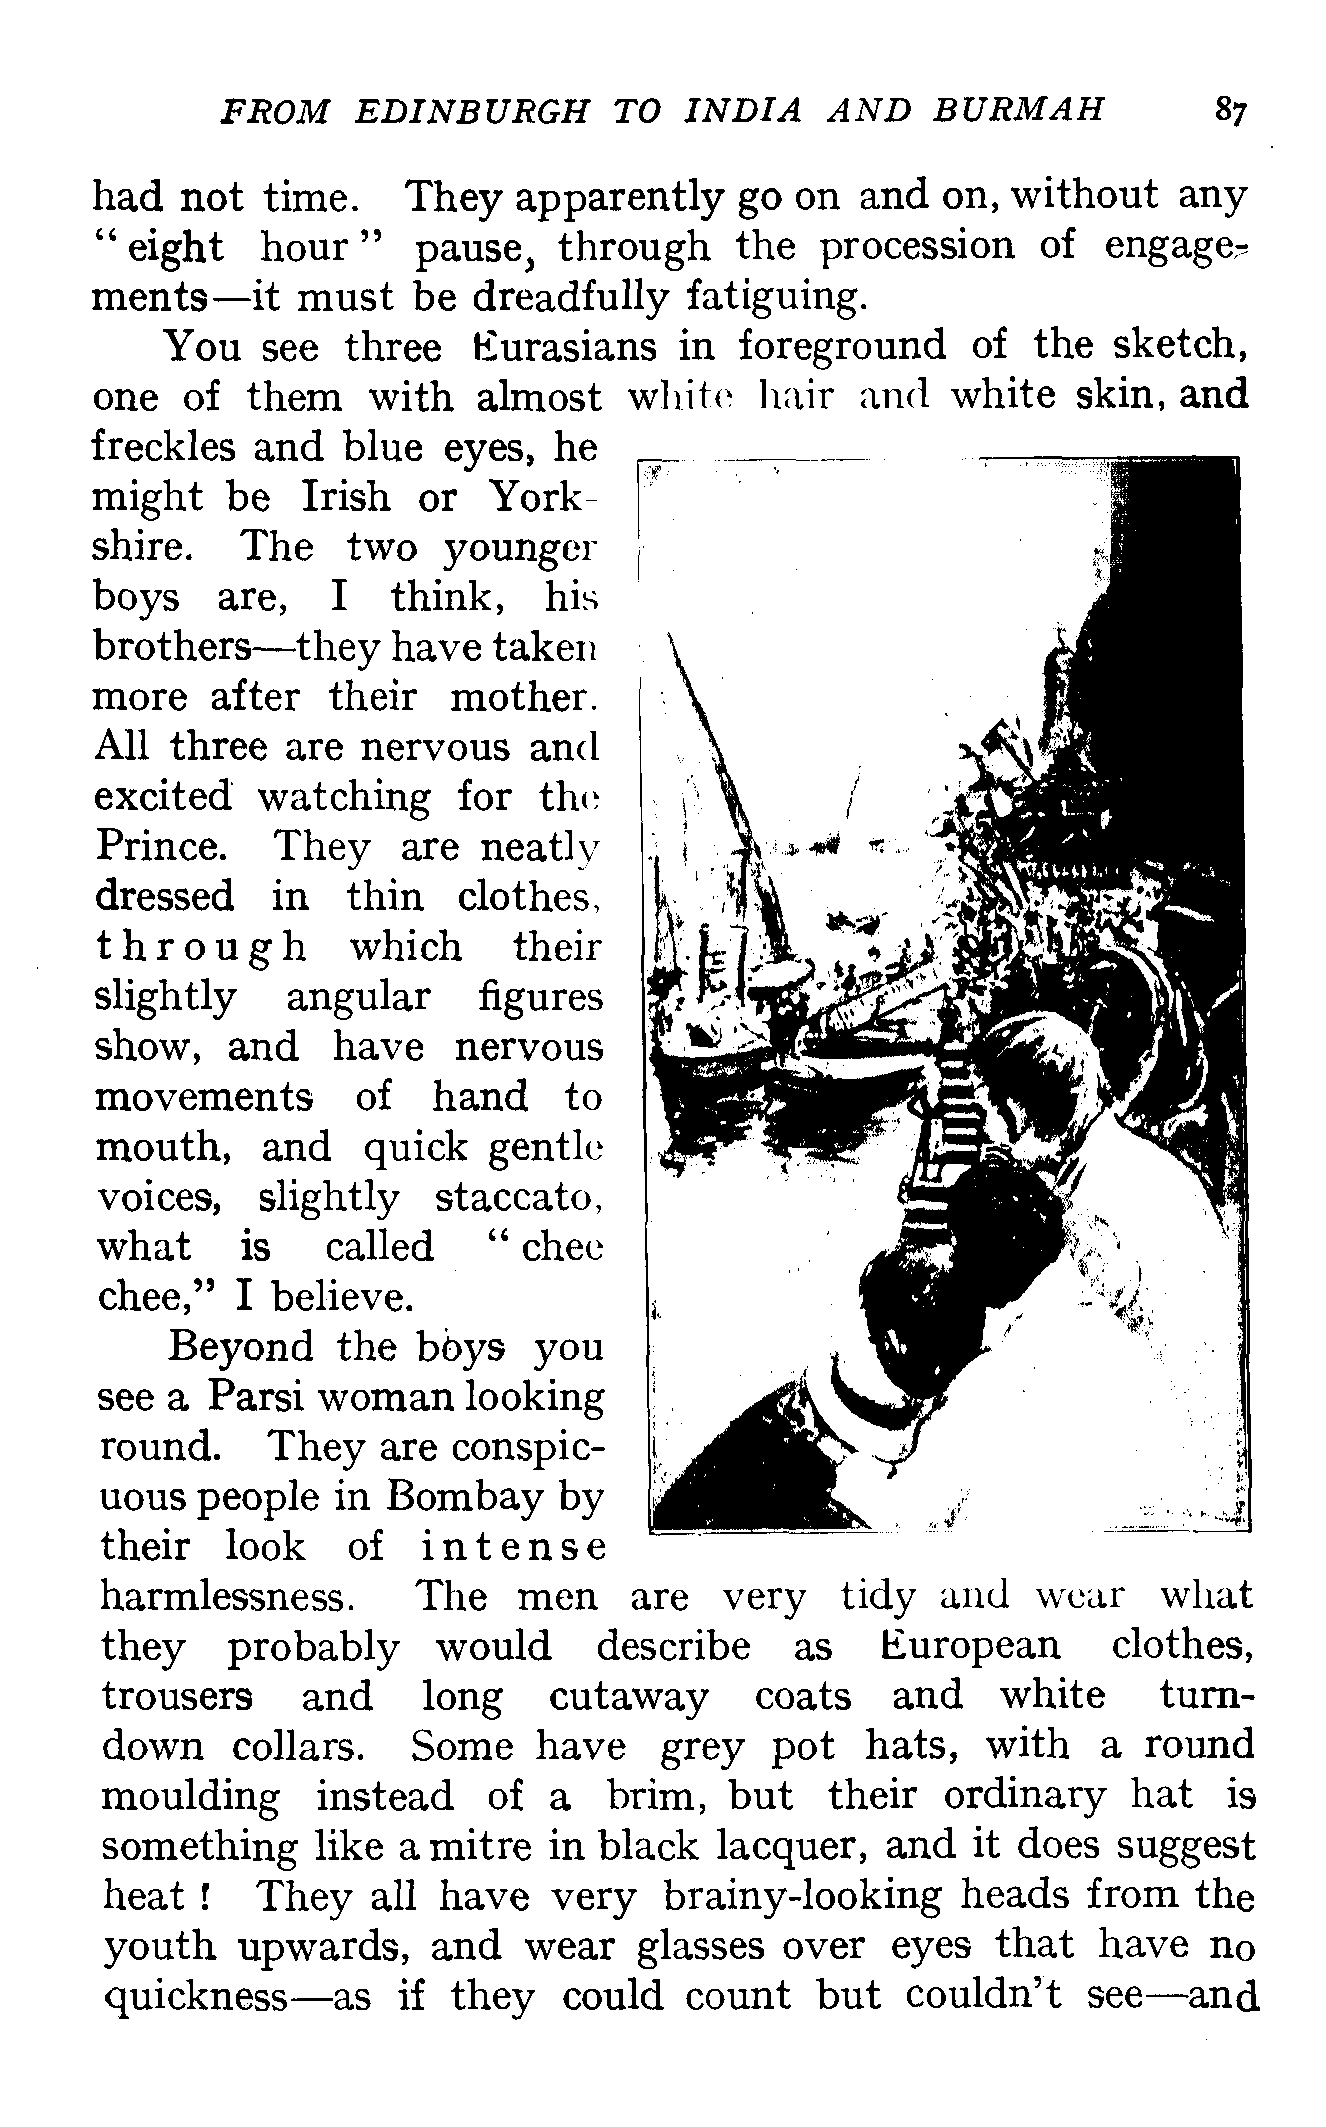 FROM EDINBURGH TO INDIA AND BURMAH 87
had not time. They apparently go on and on, without any
“ eight hour ” pause, through the procession of engage-
ments—it must be dreadfully fatiguing.
You see three Eurasians in foreground of the sketch,
one of them with almost white hair and white skin, and
freckles and blue eyes, he
might be Irish or York-
shire. The two younger
boys are, I think, his
brothers—they have taken
more after their mother.
All three are nervous and
excited watching for the
Prince. They are neatly
dressed in thin clothes,
through which their
slightly angular figures
show, and have nervous
movements of hand to
mouth, and quick gentle
voices, slightly staccato,
what is called “ chee
chee,” I believe.
Beyond the boys you
see a Parsi woman looking
round. They are conspic-
uous people in Bombay by
their look of intense
harmlessness. The men are very tidy and wear what
they probably would describe as European clothes,
trousers and long cutaway coats and white turn-
down collars. Some have grey pot hats, with a round
moulding instead of a brim, but their ordinary hat is
something like a mitre in black lacquer, and it does suggest
heat ! They all have very brainy-looking heads from the
youth upwards, and wear glasses over eyes that have no
quickness—as if they could count but couldn’t see—and